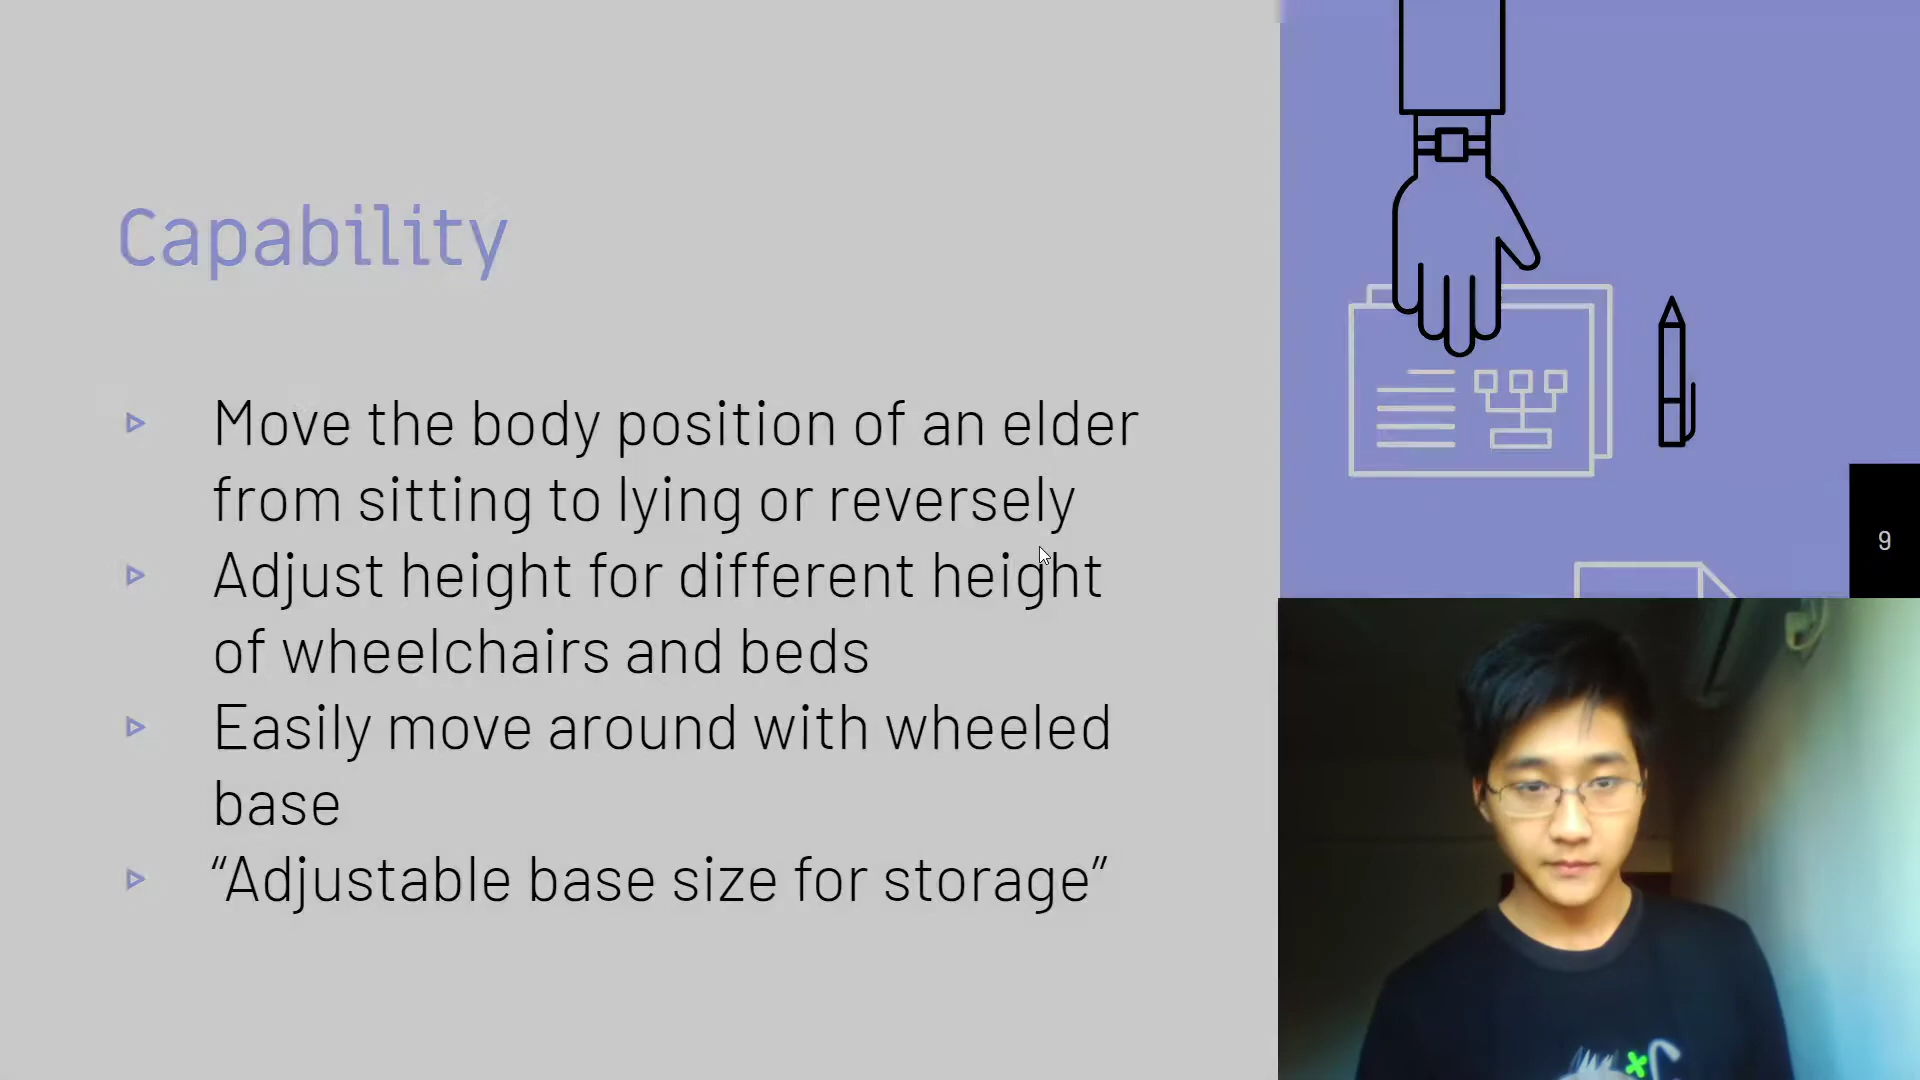 Capability
Move the body position of an elder
from sitting to lying or reversely
Adjust height for different height
of wheelchairs and beds
Easily move around with wheeled
base
“Adjustable base size for storage”
9